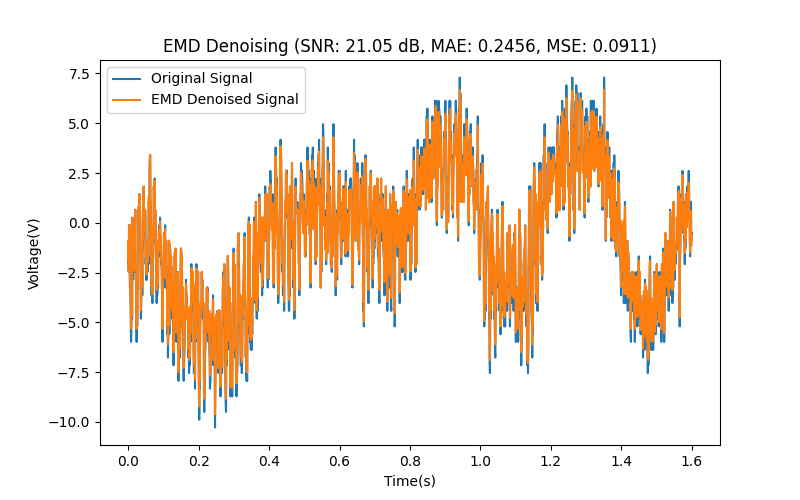 EMD Denoising (SNR: 21.05 dB, MAE: 0.2456, MSE: 0.0911)
Original Signal
EMD Denoised Signal
7.5
5.0
2.5
0.0
−2.5
−5.0
−7.5
−10.0
Voltage(V)
0.0 0.2 0.4 0.6 0.8 1.0 1.2 1.4 1.6
Time(s)